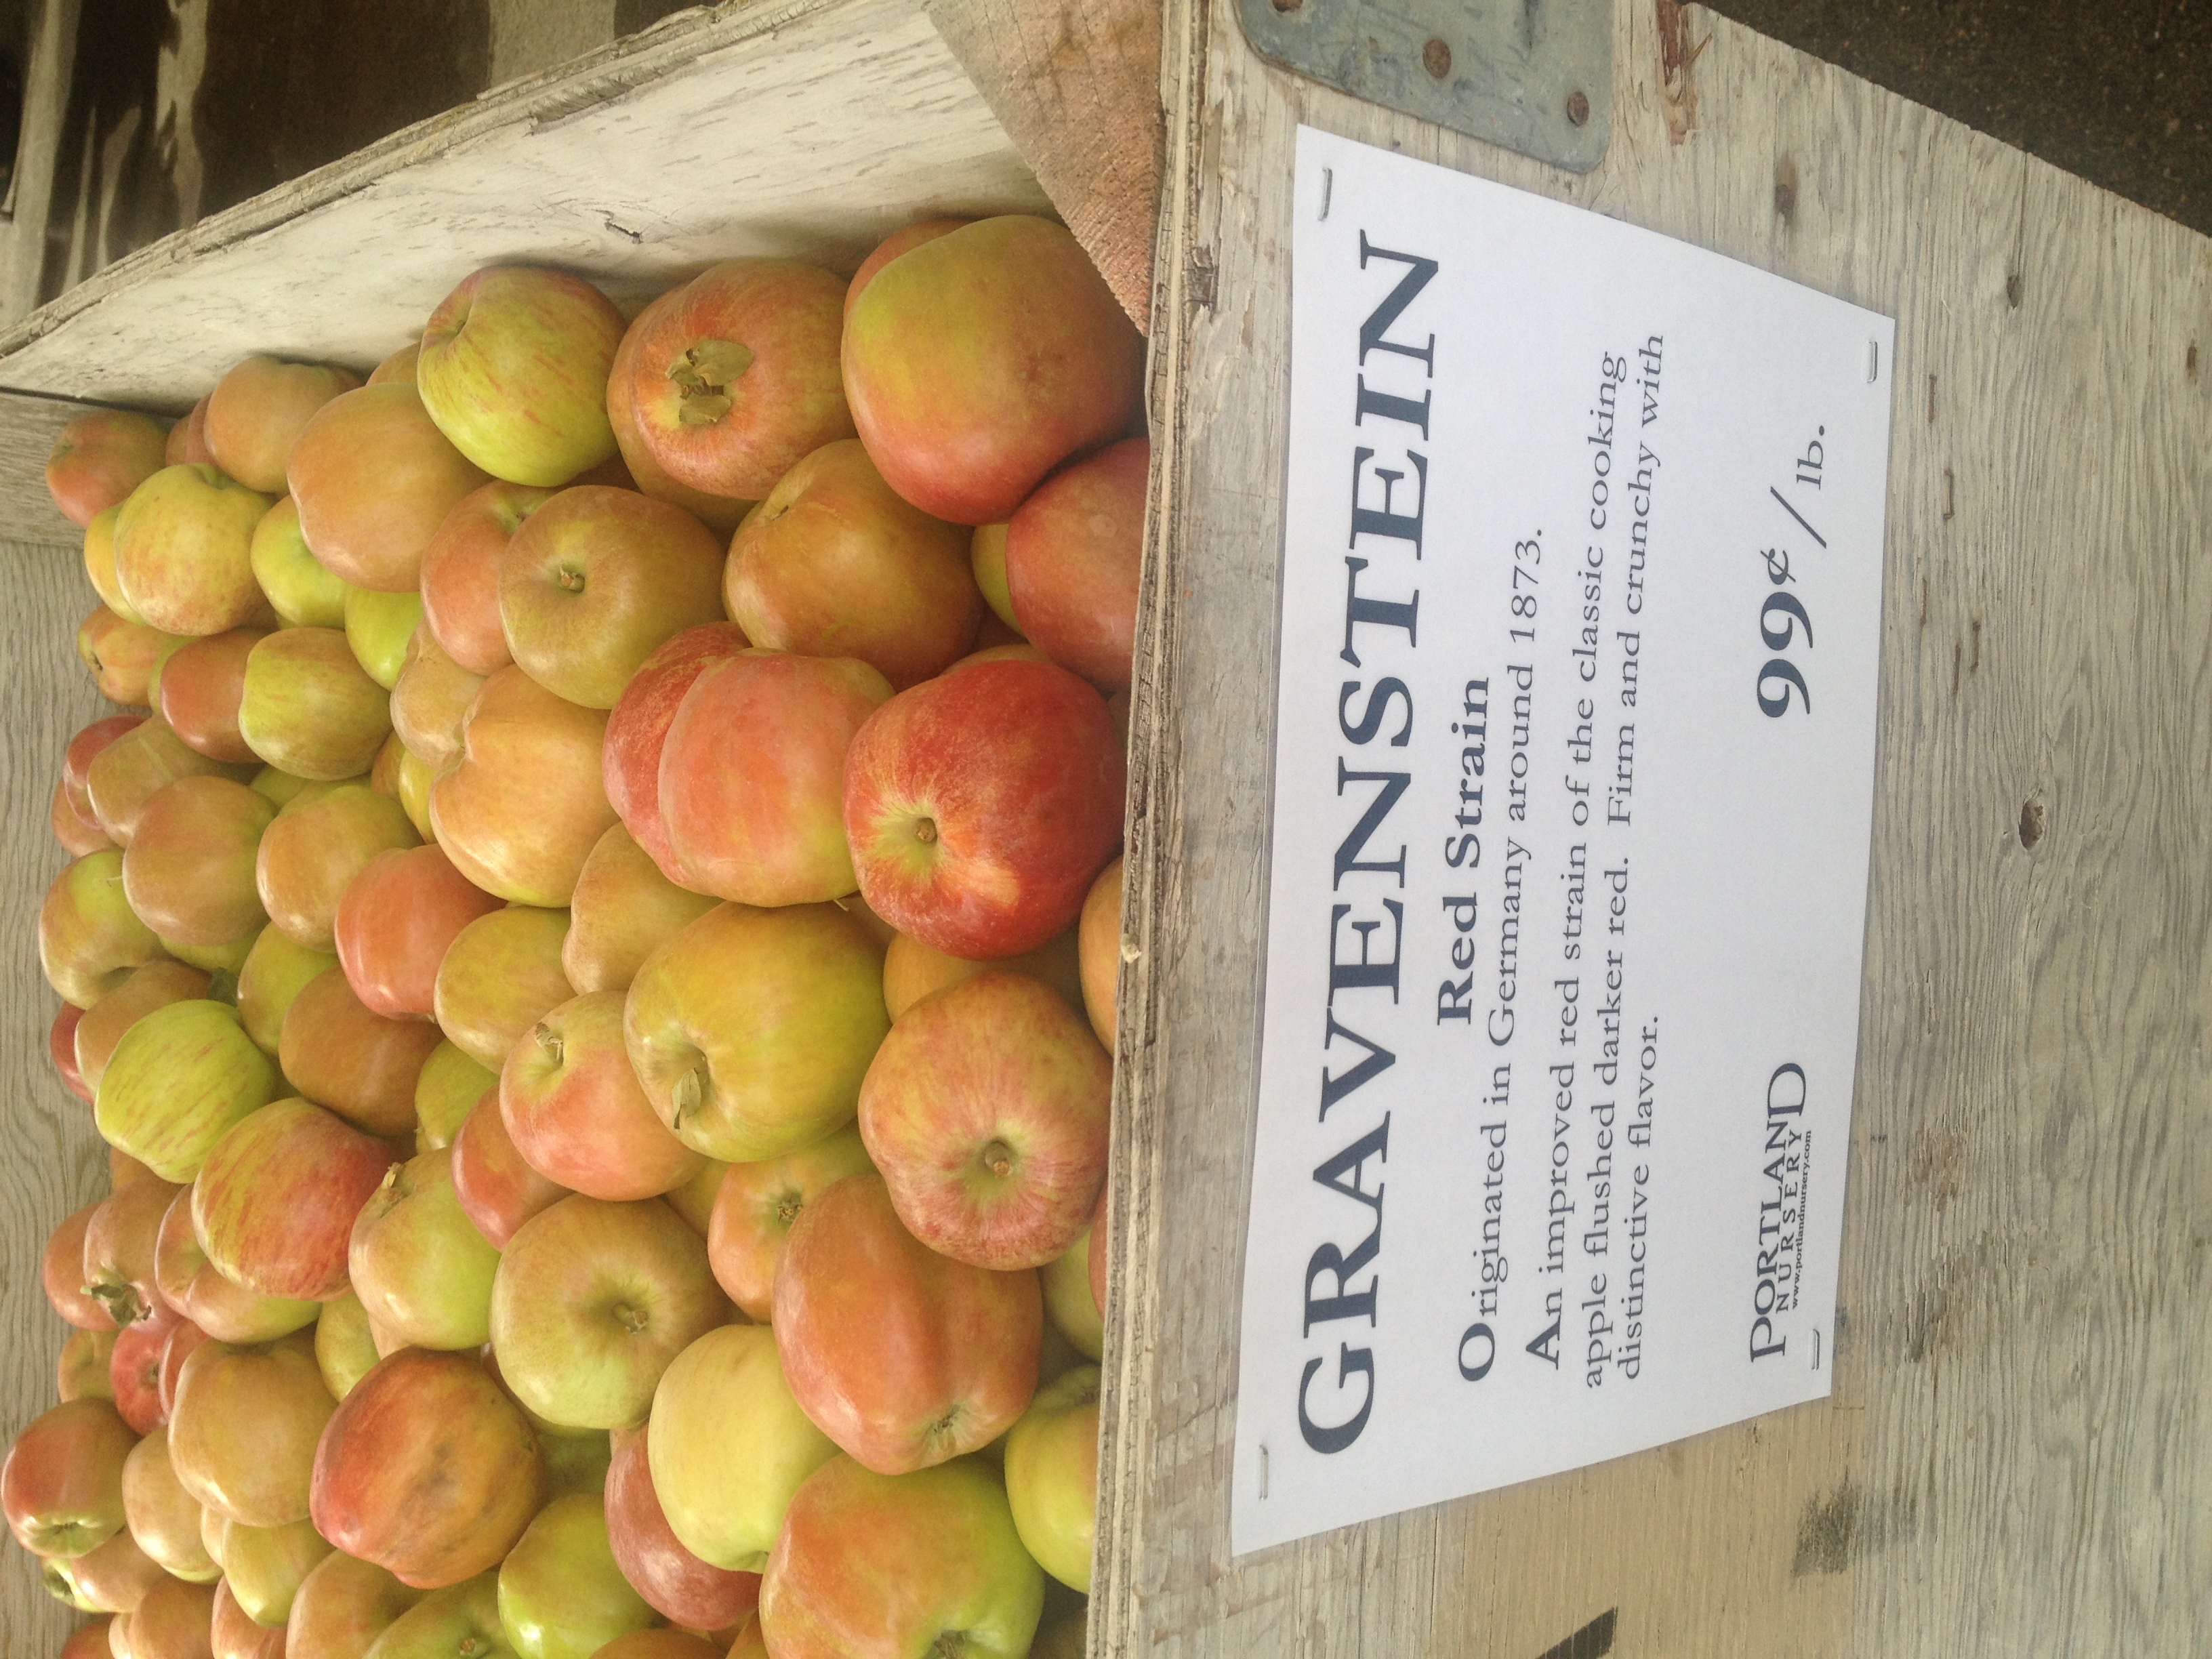 GRAVENSTEIN
Red Strain
Originated in Germany around 1873.
An improved red strain of the classic cooking
apple flushed darker red. Firm and crunchy with
distinctive flavor.
PORTLAND
NURSERY
www.portlandnursery.com
99¢/lb.